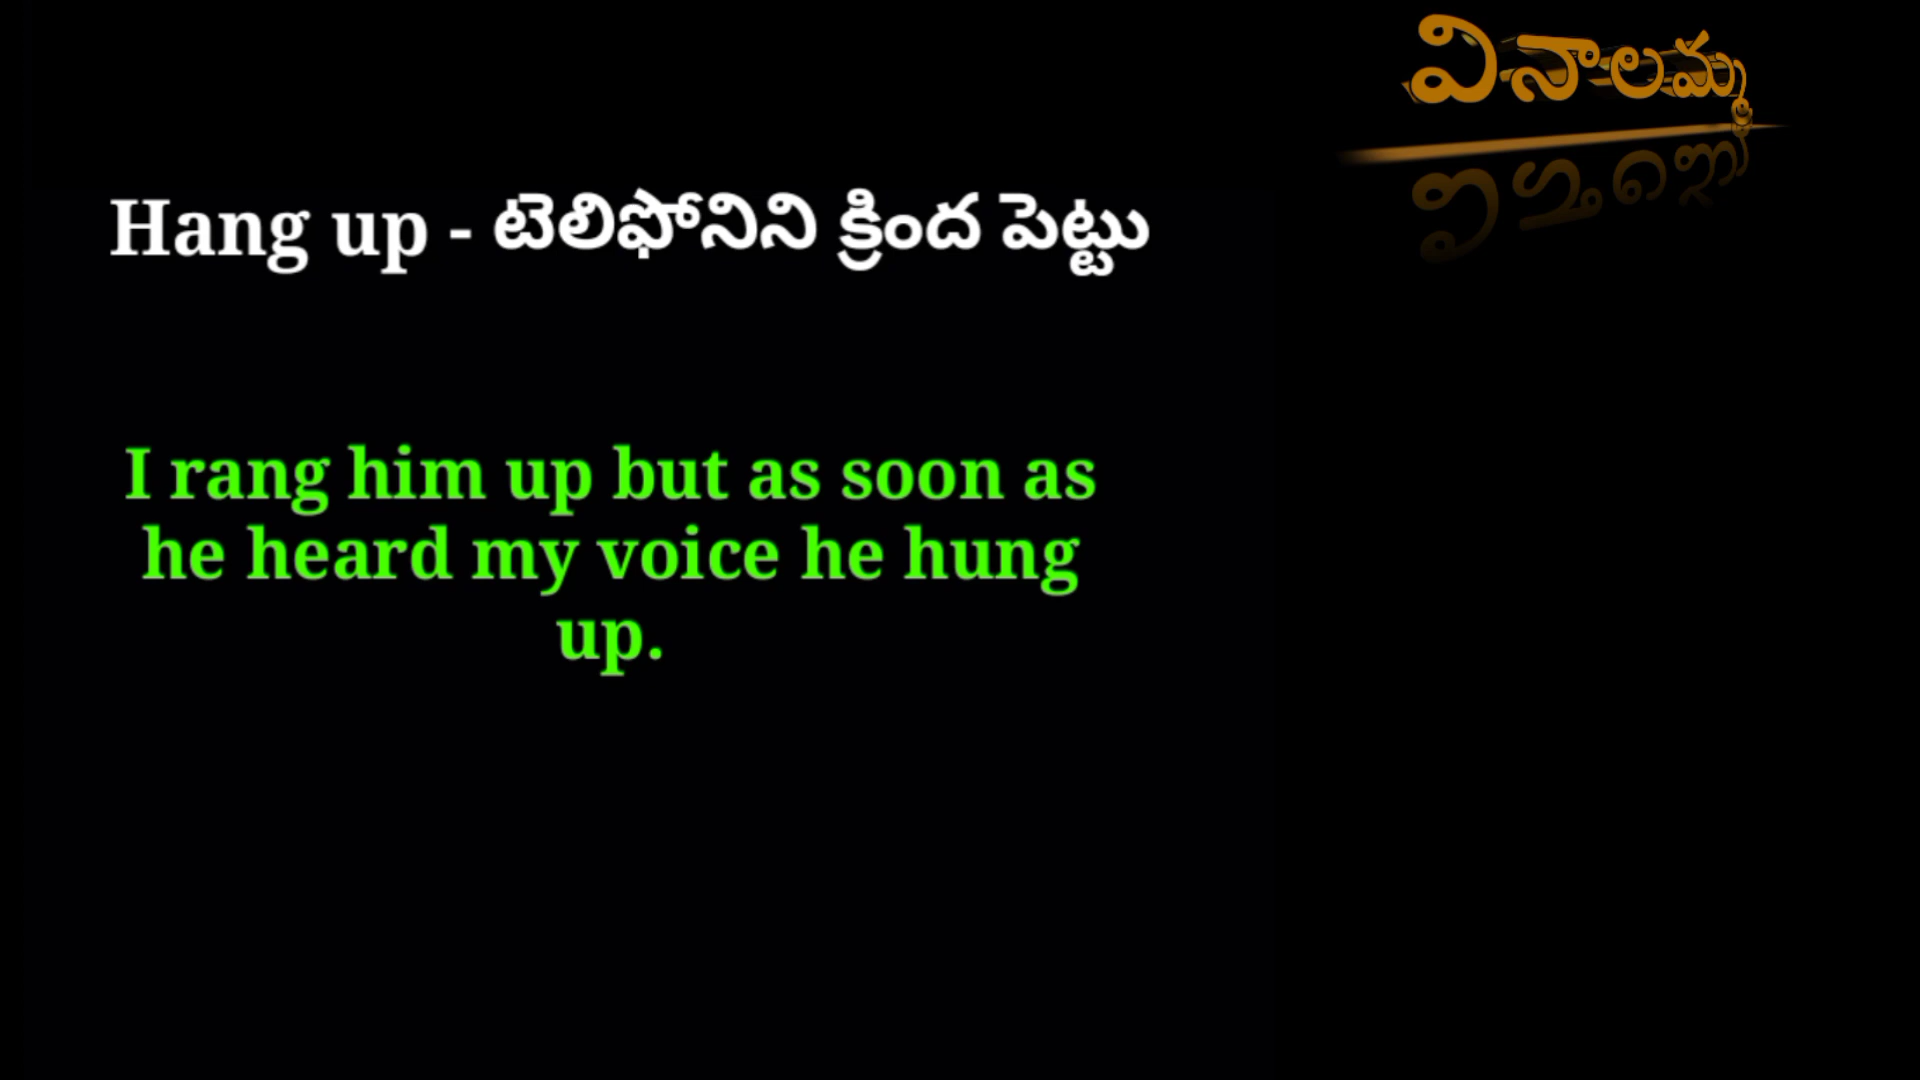 వినాలమ్మ
Hang up - టెలిఫోనిని క్రింద పెట్టు
I rang him up but as soon as
he heard my voice he hung
up.